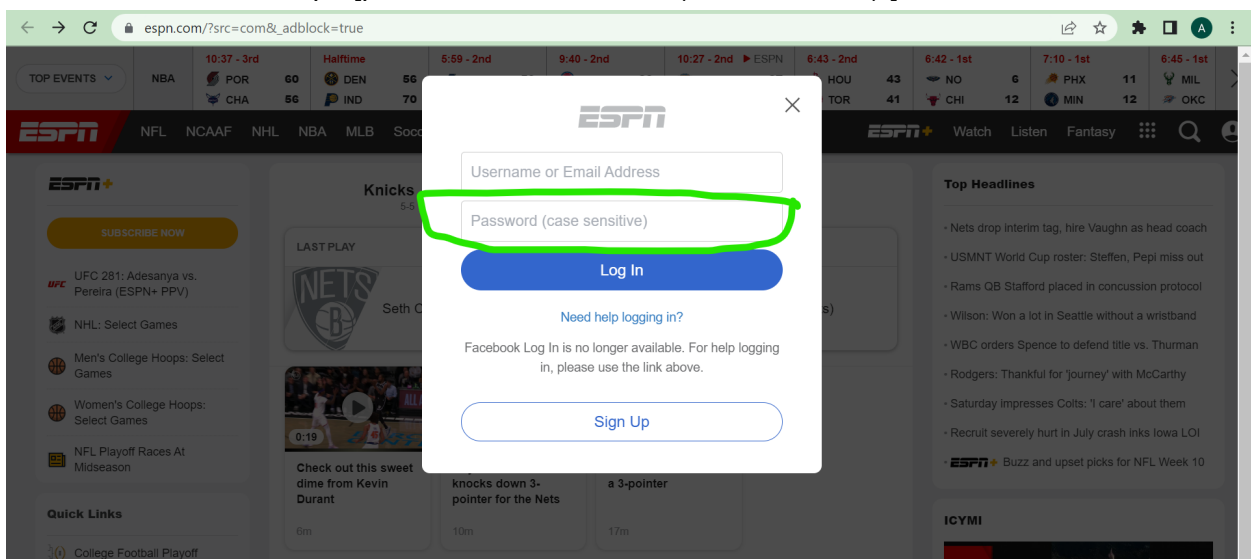 espn.com/?src=com&_adblock=true
A
10:37 - 3rd Halftime 5:59 - 2nd 9:40 - 2nd 10:27 - 2nd ▶ ESPN 6:43 - 2nd 6:42 - 1st 7:10 - 1st 6:45 - 1st
TOP EVENTS NBA POR 60 DEN 56 HOU 43 NO 6 PHX 11 MIL
CHA 56 IND 70 TOR 41 CHI 12 MIN 12 OKC
ESPN NFL NCAAF NHL NBA MLB ESPN+ Watch Listen Fantasy
ESPN
Username or Email Address
Password (case sensitive)
Log In
Need help logging in?
Facebook Log In is no longer available. For help logging
in, please use the link above.
Sign Up
ESPN+
SUBSCRIBE NOW
UFC 281: Adesanya vs.
Pereira (ESPN+ PPV)
NHL: Select Games
Men's College Hoops: Select
Games
Women's College Hoops:
Select Games
NFL Playoff Races At
Midseason
Quick Links
College Football Playoff
Knicks
5-5
LAST PLAY
NETS
B
Seth
0:19
Check out this sweet
dime from Kevin
Durant
6m
knocks down 3-
pointer for the Nets
10m
a 3-pointer
17m
Top Headlines
Nets drop interim tag, hire Vaughn as head coach
USMNT World Cup roster: Steffen, Pepi miss out
Rams QB Stafford placed in concussion protocol
Wilson: Won a lot in Seattle without a wristband
WBC orders Spence to defend title vs. Thurman
Rodgers: Thankful for 'journey' with McCarthy
Saturday impresses Colts: 'I care' about them
Recruit severely hurt in July crash inks Iowa LOI
ESPN+ Buzz and upset picks for NFL Week 10
ICYMI